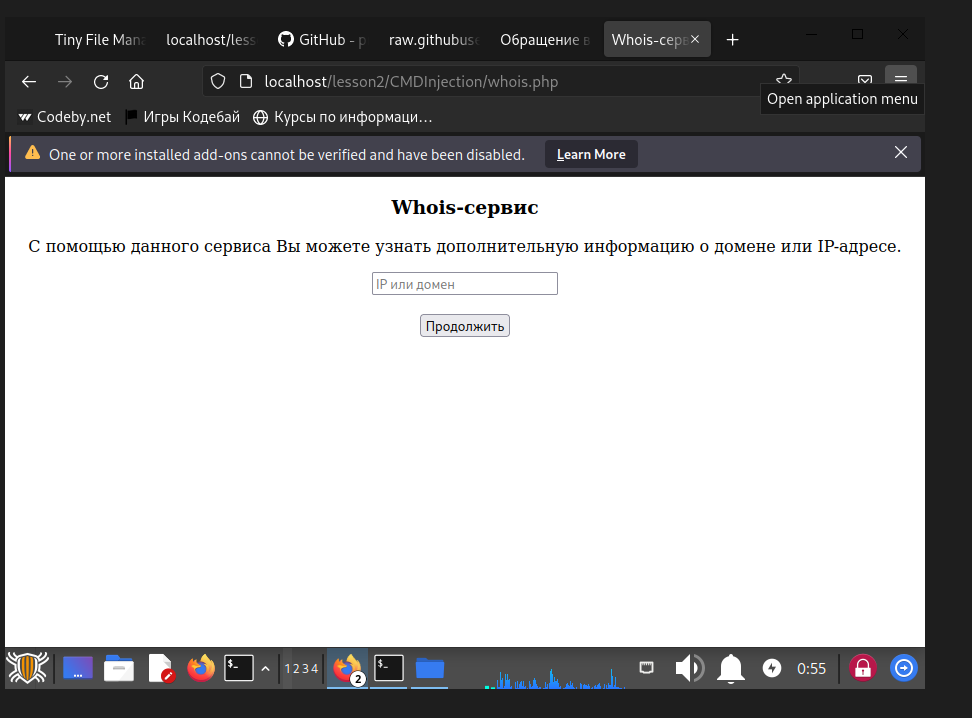 Tiny File Mana localhost/less GitHub - p raw.githubuse Обращение в Whois-серв
localhost/lesson2/CMDInjection/whois.php
Open application menu
Codeby.net Игры Кодебай Курсы по информаци...
One or more installed add-ons cannot be verified and have been disabled. Learn More
Whois-сервис
С помощью данного сервиса Вы можете узнать дополнительную информацию о домене или IP-адресе.
IP или домен
Продолжить
1 2 3 4 2 0:55